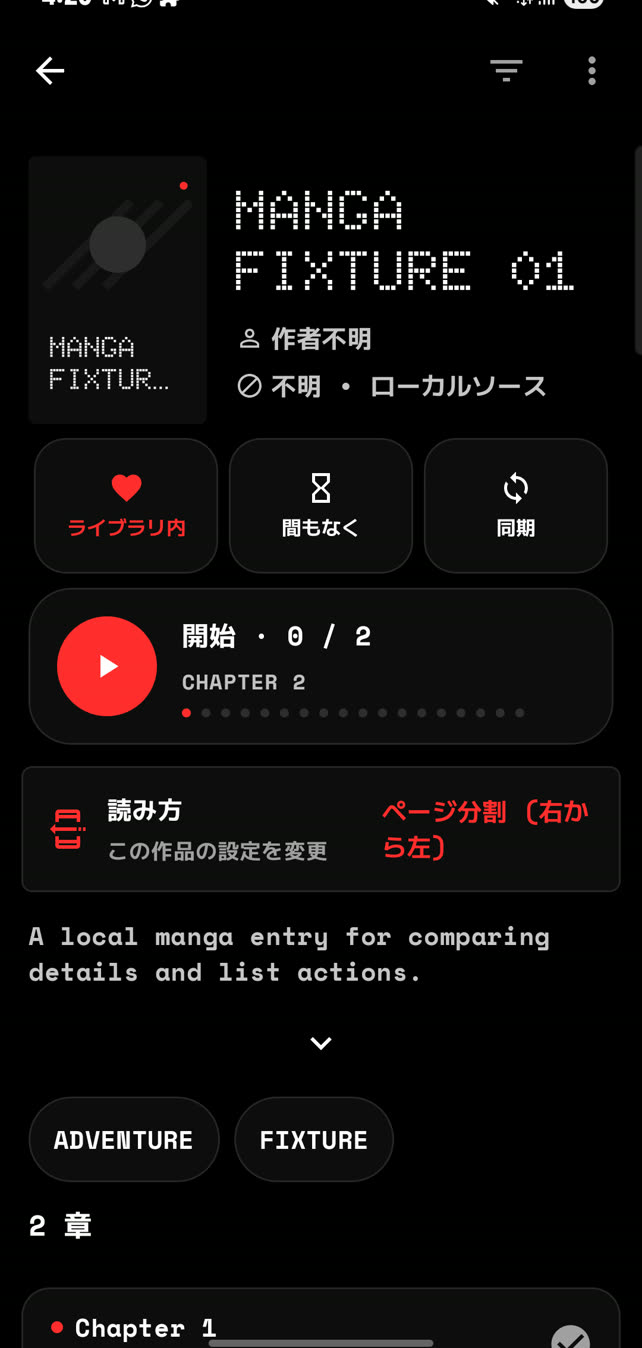 MANGA
FIXTURE 01
MANGA
FIXTUR...
作者不明
不明 • ローカルソース
ライブラリ内
間もなく
同期
開始 · 0 / 2
CHAPTER 2
読み方
この作品の設定を変更
ページ分割 (右か
ら左)
A local manga entry for comparing
details and list actions.
ADVENTURE
FIXTURE
2 章
Chapter 1